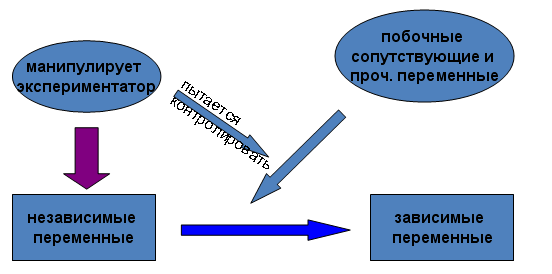 манипулирует
экспериментатор
побочные
сопутствующие и
проч. переменные
пытается
контролировать
независимые
переменные
зависимые
переменные